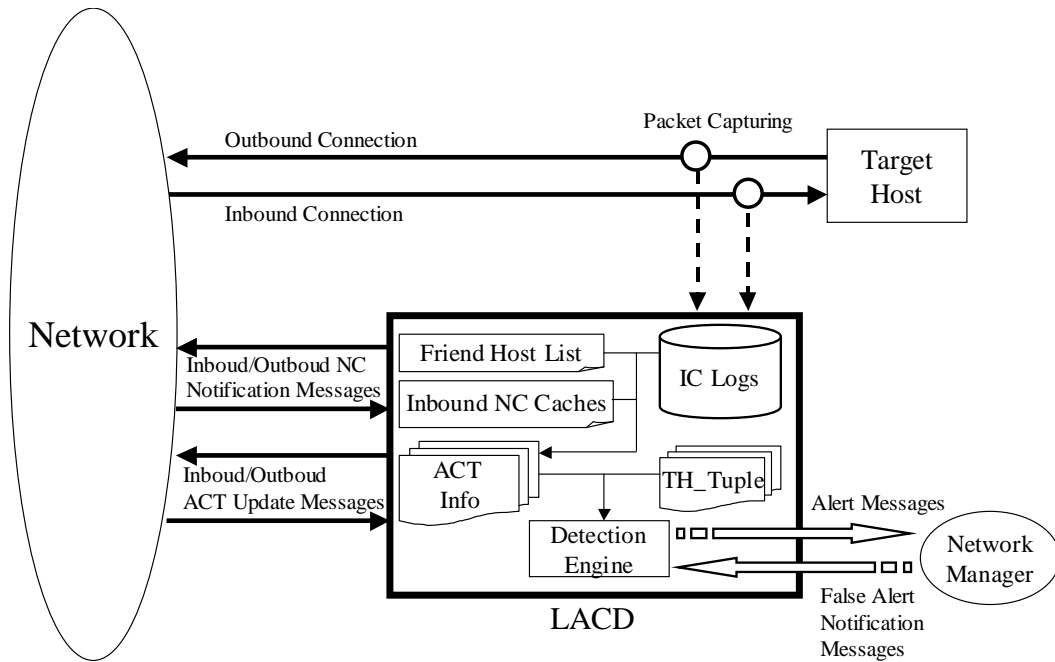 Packet Capturing
Outbound Connection
Target
Host
Inbound Connection
Network
Friend Host List
IC Logs
Inboud/Outboud NC
Notification Messages
Inbound NC Caches
Inboud/Outboud
ACT Update Messages
ACT
Info
TH_Tuple
Alert Messages
Detection
Engine
Network
Manager
LACD
False Alert
Notification
Messages